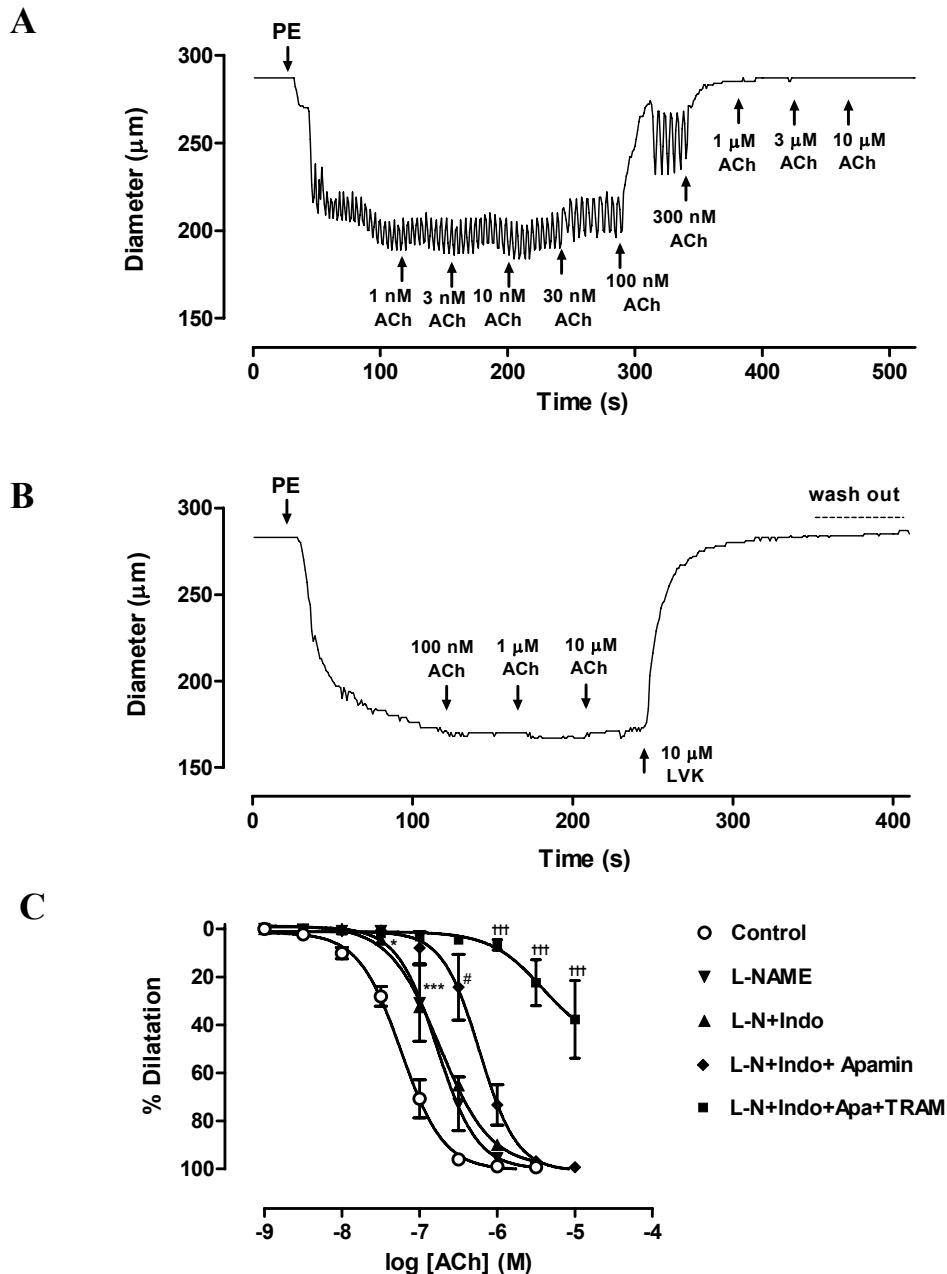 A
PE
300
250
200
150
Diameter (µm)
1 nM
ACh
3 nM
ACh
10 nM
ACh
30 nM
ACh
100 nM
ACh
300 nM
ACh
1 µM
ACh
3 µM
ACh
10 µM
ACh
0 100 200 300 400 500
Time (s)
B
PE
wash out
300
250
200
150
Diameter (µm)
100 nM
ACh
1 µM
ACh
10 µM
ACh
10 µM
LVK
0 100 200 300 400
Time (s)
C
0
20
40
60
80
100
% Dilatation
*
***
#
†††
†††
†††
-9 -8 -7 -6 -5 -4
log [ACh] (M)
Control
L-NAME
L-N+Indo
L-N+Indo+ Apamin
L-N+Indo+Apa+TRAM